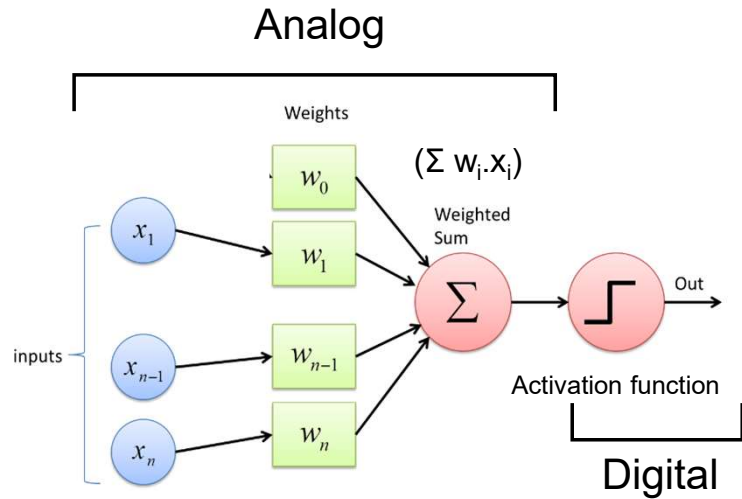 Analog
Weights
w₀
(Σ wᵢ.xᵢ)
Weighted
Sum
x₁
w₁
Σ
Out
inputs
xₙ₋₁
wₙ₋₁
Activation function
xₙ
wₙ
Digital